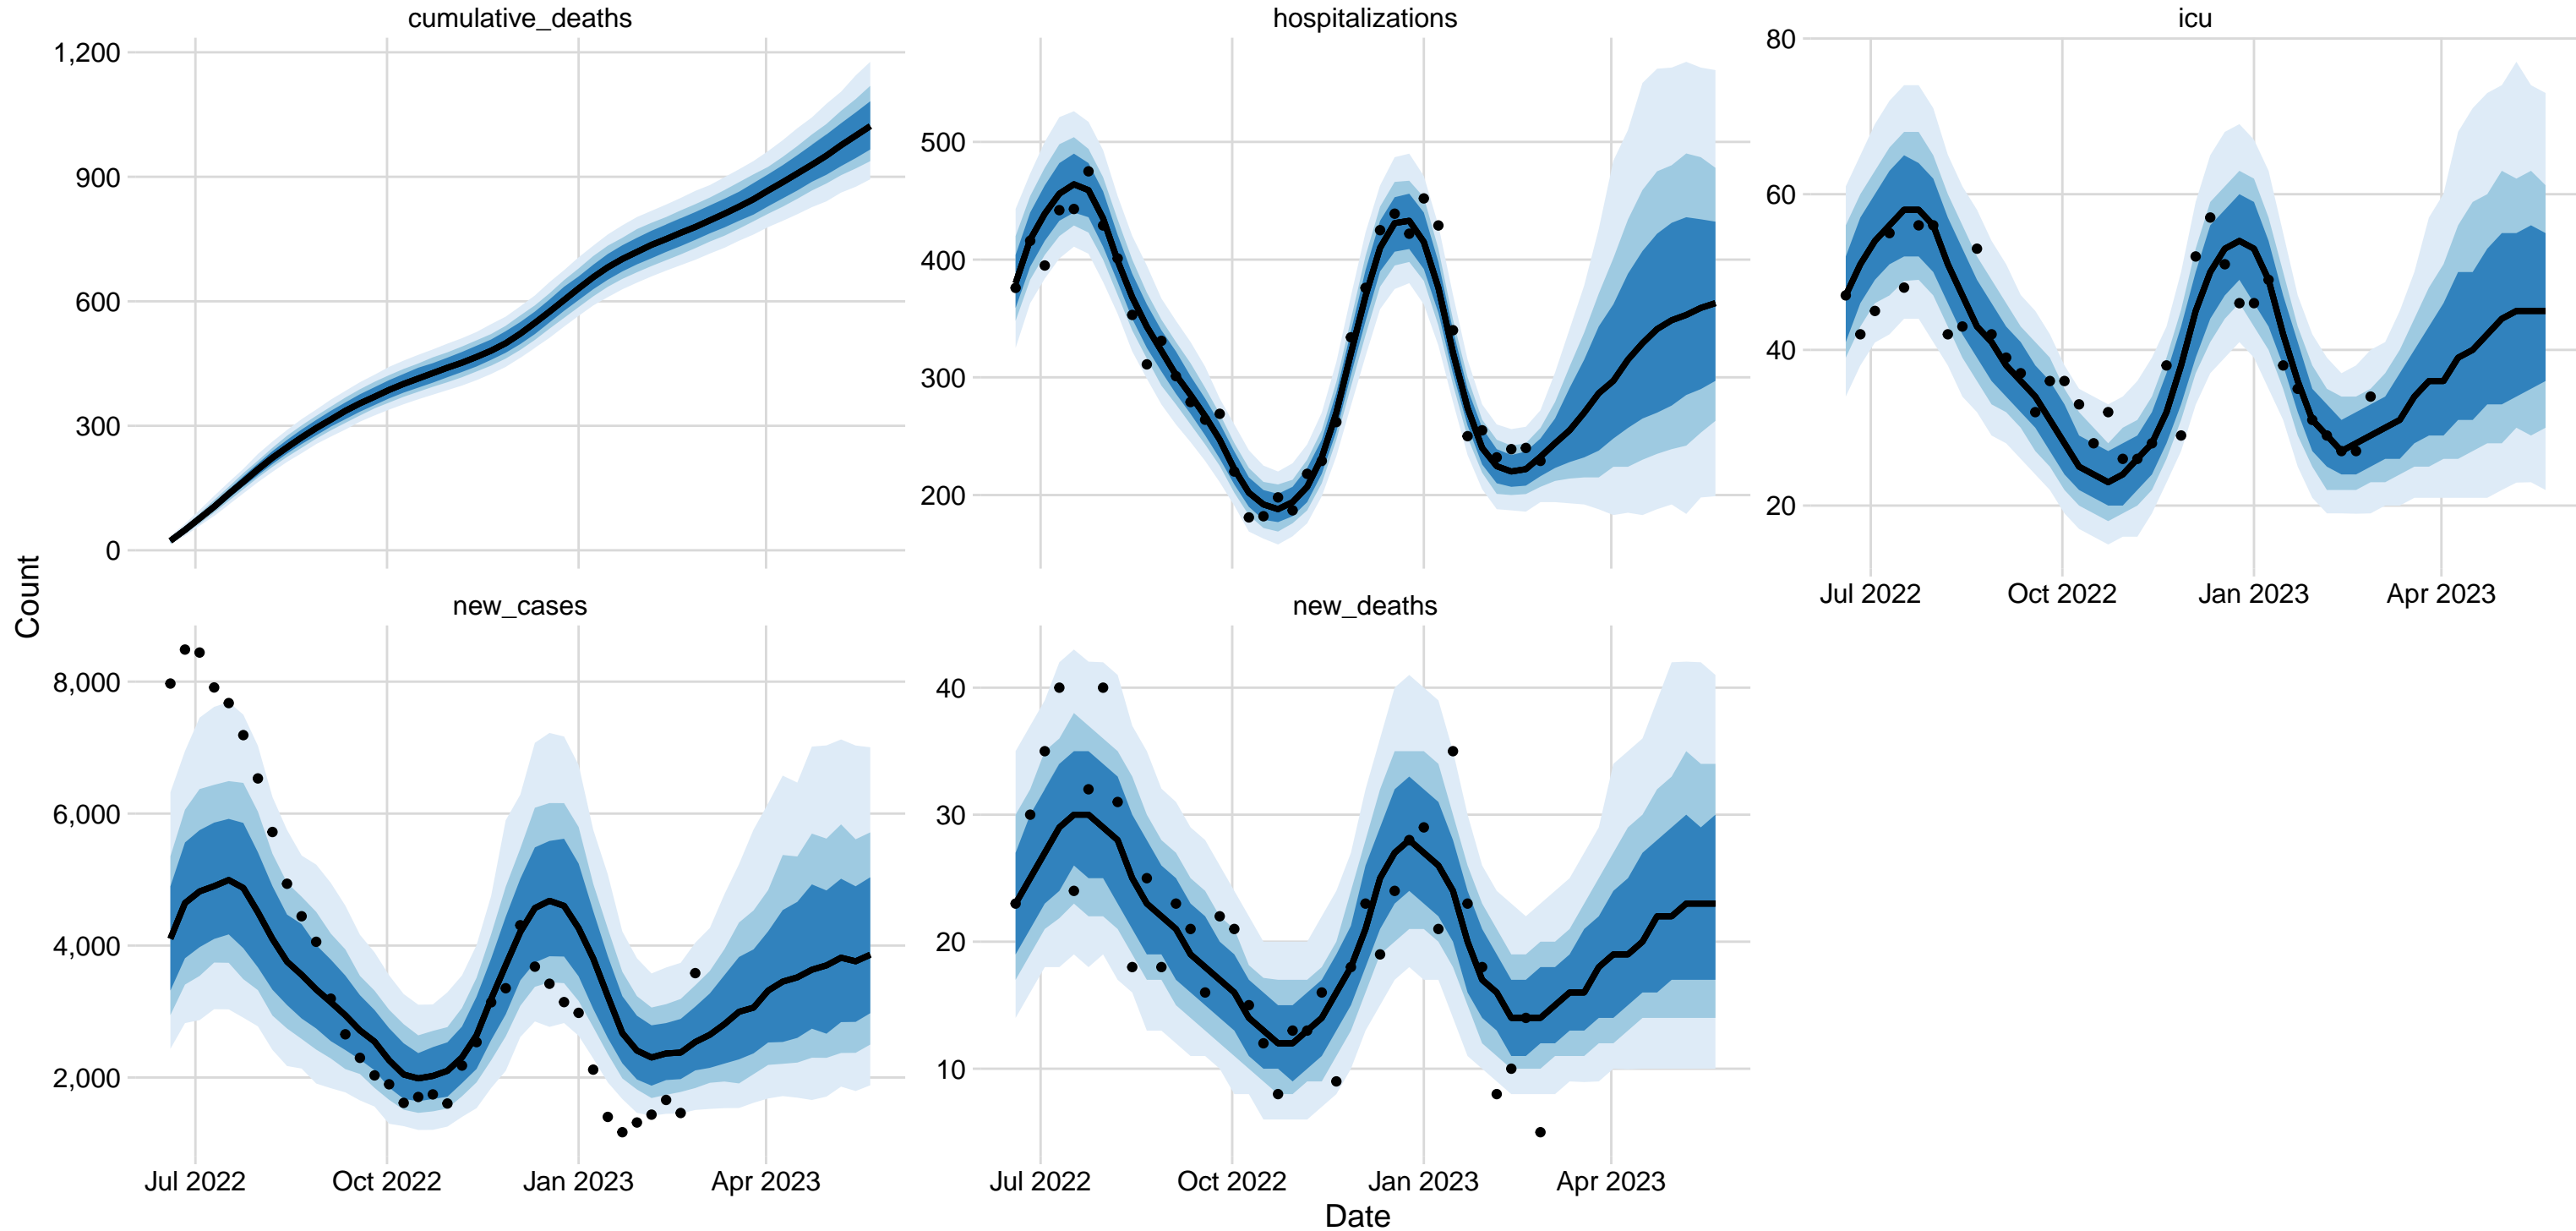 cumulative_deaths
hospitalizations
icu
1,200
900
600
300
0
500
400
300
200
80
60
40
20
Jul 2022 Oct 2022 Jan 2023 Apr 2023
Count
new_cases
new_deaths
8,000
6,000
4,000
2,000
40
30
20
10
Jul 2022 Oct 2022 Jan 2023 Apr 2023
Jul 2022 Oct 2022 Jan 2023 Apr 2023
Date